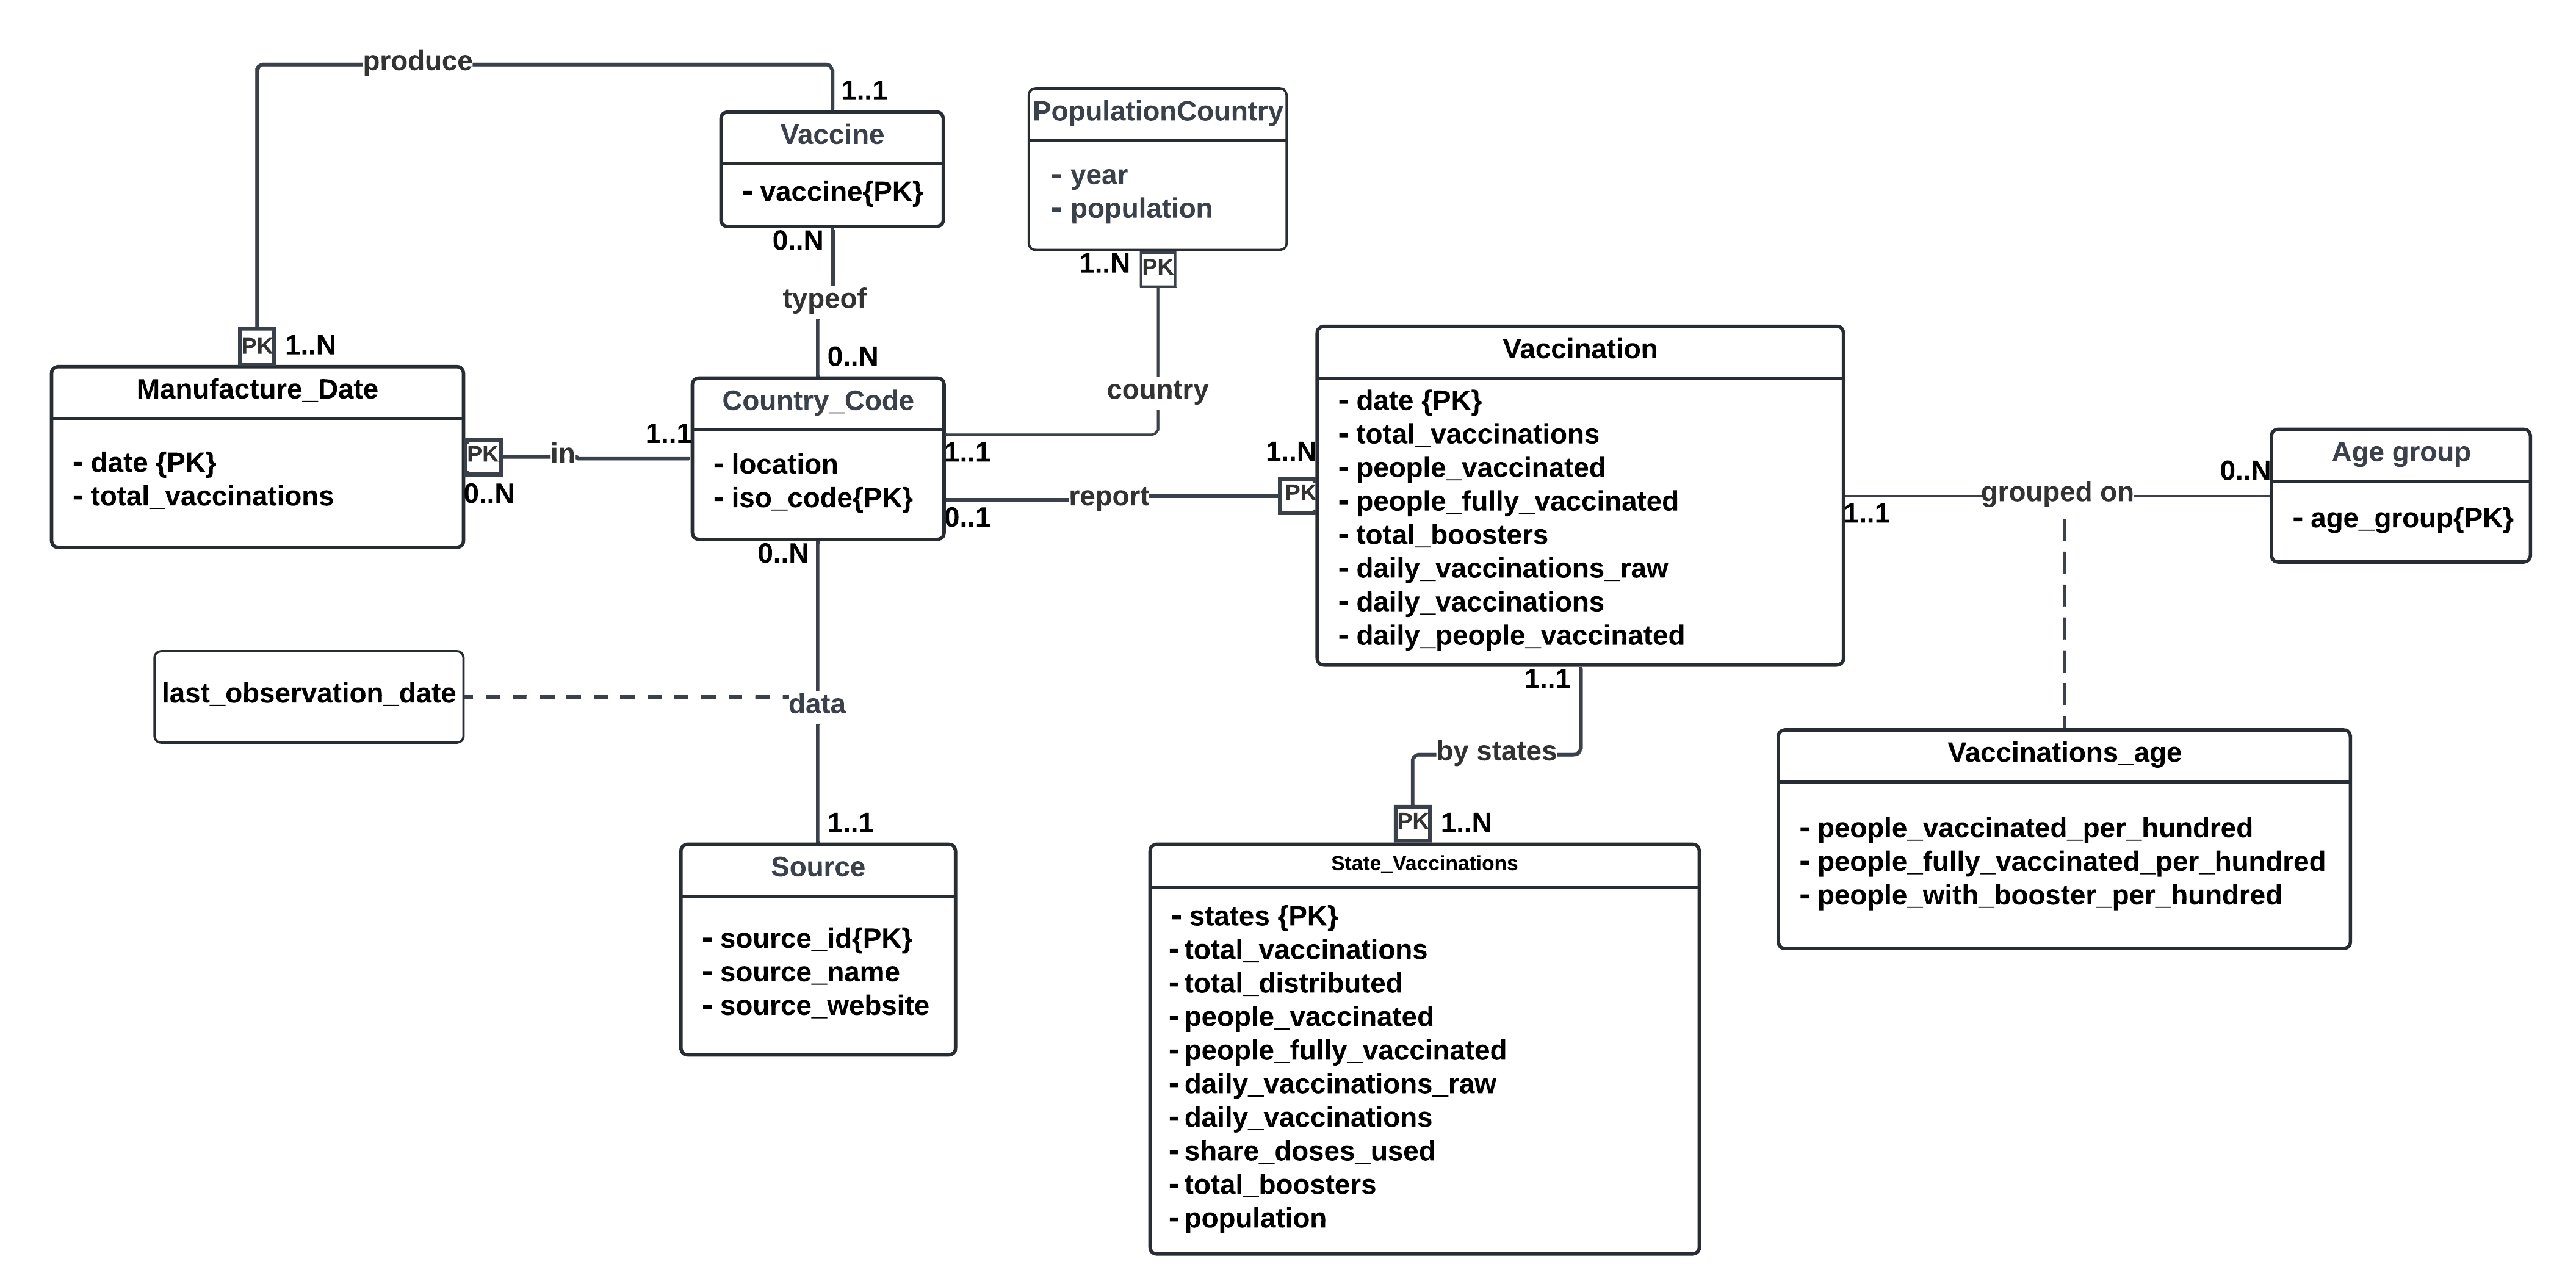 produce
1..1
Vaccine
- vaccine{PK}
0..N
typeof
0..N
PopulationCountry
- year
- population
1..N
PK
country
1..1
PK
1..N
Manufacture_Date
- date {PK}
- total_vaccinations
PK
0..N
in
1..1
Country_Code
- location
- iso_code{PK}
0..1
report
1..N
PK
Vaccination
- date {PK}
- total_vaccinations
- people_vaccinated
- people_fully_vaccinated
- total_boosters
- daily_vaccinations_raw
- daily_vaccinations
- daily_people_vaccinated
1..1
grouped on
0..N
Age group
- age_group{PK}
0..N
last_observation_date
data
1..1
Source
- source_id{PK}
- source_name
- source_website
1..1
by states
PK
1..N
State_Vaccinations
- states {PK}
- total_vaccinations
- total_distributed
- people_vaccinated
- people_fully_vaccinated
- daily_vaccinations_raw
- daily_vaccinations
- share_doses_used
- total_boosters
- population
Vaccinations_age
- people_vaccinated_per_hundred
- people_fully_vaccinated_per_hundred
- people_with_booster_per_hundred